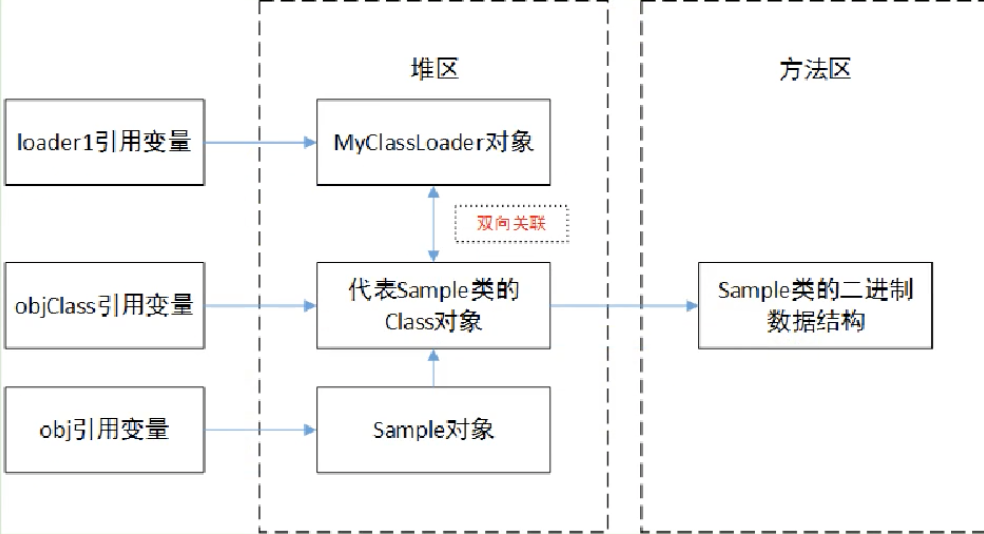 堆区
方法区
loader1引用变量
MyClassLoader对象
双向关联
objClass引用变量
代表Sample类的
Class对象
Sample类的二进制
数据结构
obj引用变量
Sample对象